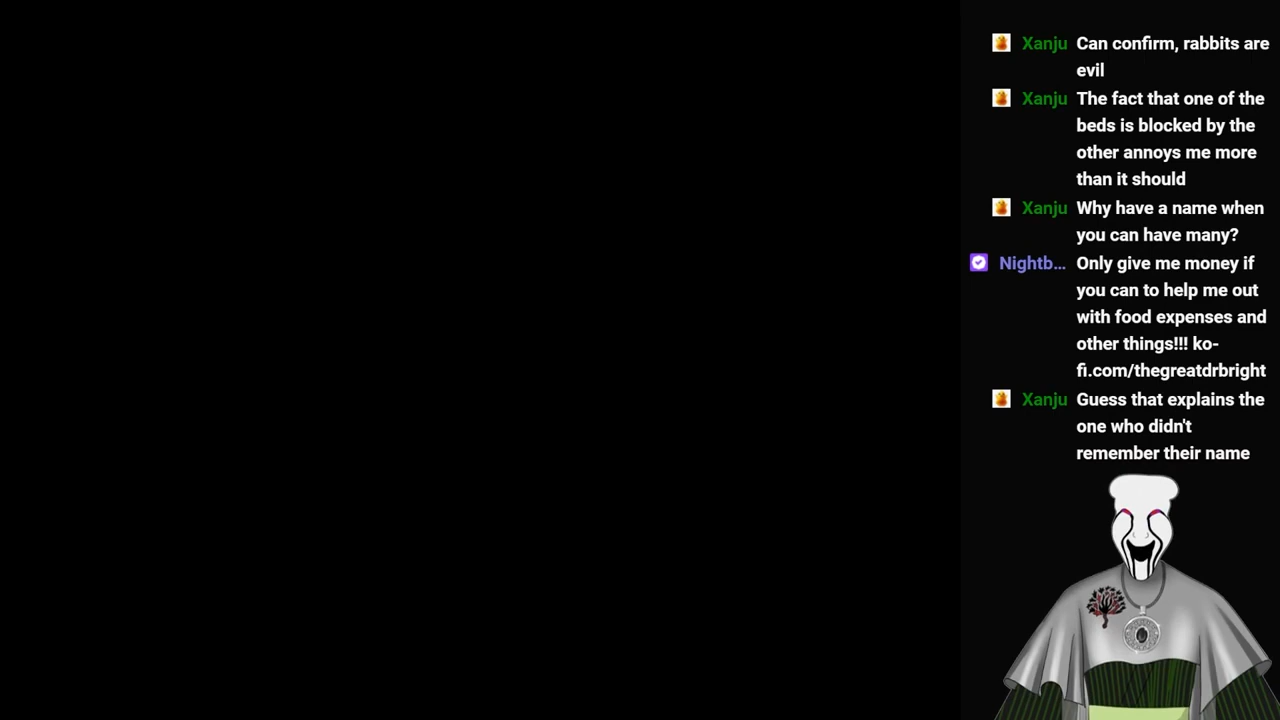 Xanju Can confirm, rabbits are
evil
Xanju The fact that one of the
beds is blocked by the
other annoys me more
than it should
Xanju Why have a name when
you can have many?
Nightb... Only give me money if
you can to help me out
with food expenses and
other things!!! ko-
fi.com/thegreatdrbright
Xanju Guess that explains the
one who didn't
remember their name